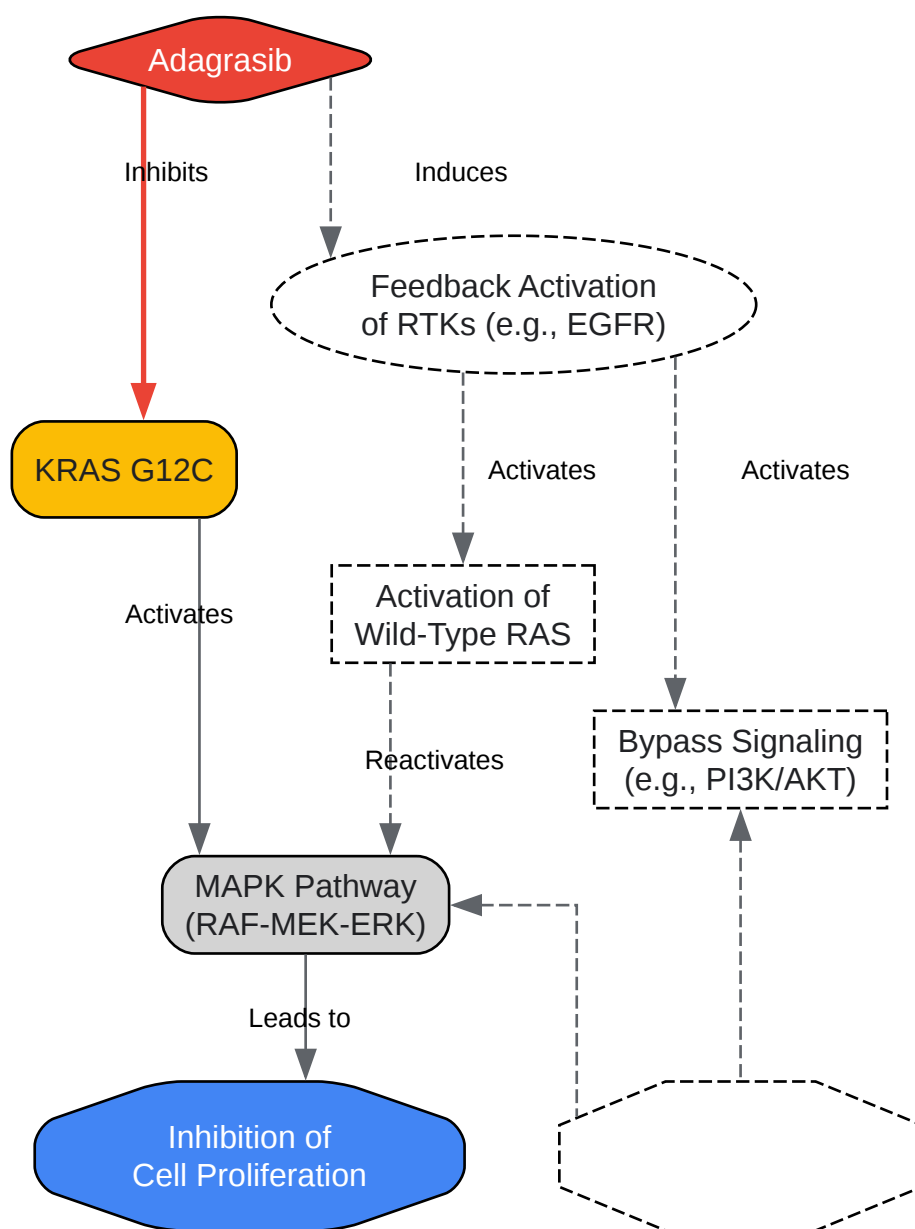 Adagrasib
Inhibits
Induces
Feedback Activation
of RTKs (e.g., EGFR)
KRAS G12C
Activates
Activates
Activates
Activation of
Wild-Type RAS
Bypass Signaling
(e.g., PI3K/AKT)
Reactivates
MAPK Pathway
(RAF-MEK-ERK)
Leads to
Inhibition of
Cell Proliferation